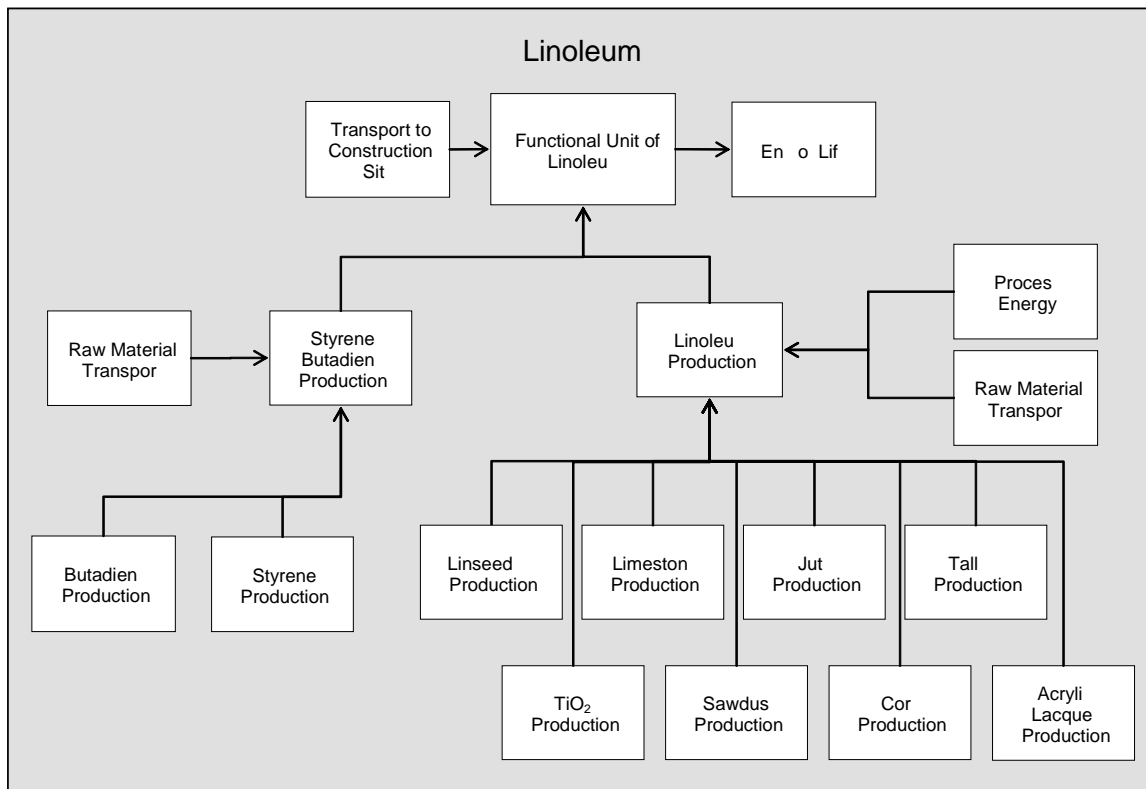 Linoleum
Transport to
Construction
Sit
Functional Unit of
Linoleu
En o Lif
Raw Material
Transpor
Styrene
Butadien
Production
Linoleu
Production
Proces
Energy
Raw Material
Transpor
Butadien
Production
Styrene
Production
Linseed
Production
Limeston
Production
Jut
Production
Tall
Production
TiO₂
Production
Sawdus
Production
Cor
Production
Acryli
Lacque
Production